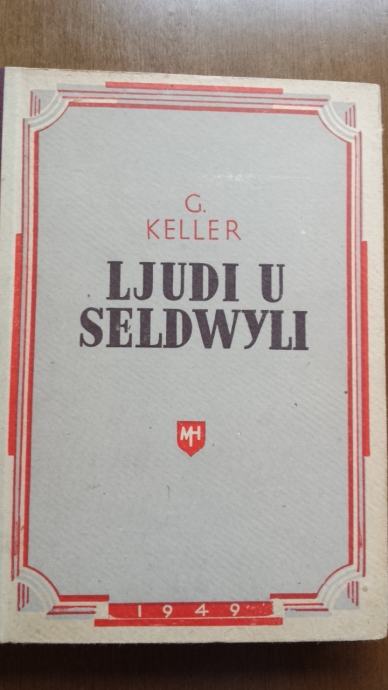 G.
KELLER
LJUDI U
SELDWYLI
MH
1949